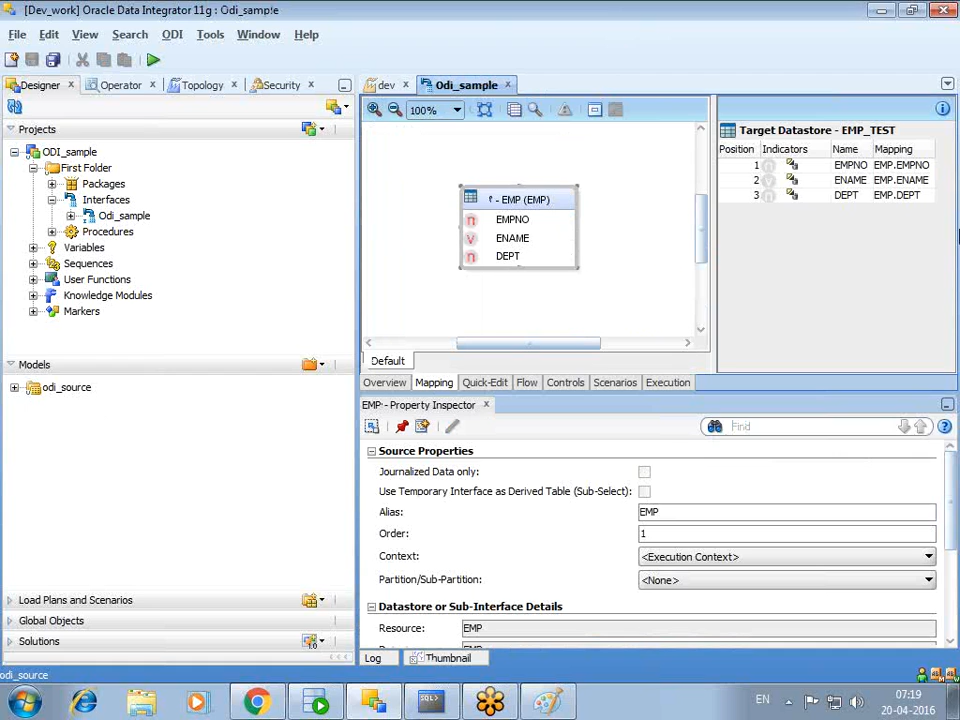 [Dev_work] Oracle Data Integrator 11g : Odi_sample
File Edit View Search ODI Tools Window Help
Designer Operator Topology Security
dev Odi_sample
100%
Projects
ODI_sample
First Folder
Packages
Interfaces
Odi_sample
Procedures
Variables
Sequences
User Functions
Knowledge Modules
Markers
Models
odi_source
Load Plans and Scenarios
Global Objects
Solutions
odi_source
- EMP (EMP)
EMPNO
ENAME
DEPT
Default
Target Datastore - EMP_TEST
Position Indicators Name Mapping
1 EMPNO EMP.EMPNO
2 ENAME EMP.ENAME
3 DEPT EMP.DEPT
Overview Mapping Quick-Edit Flow Controls Scenarios Execution
EMP - Property Inspector
Find
Source Properties
Journalized Data only:
Use Temporary Interface as Derived Table (Sub-Select):
Alias: EMP
Order: 1
Context: <Execution Context>
Partition/Sub-Partition: <None>
Datastore or Sub-Interface Details
Resource: EMP
Log Thumbnail
EN
07:19
20-04-2016